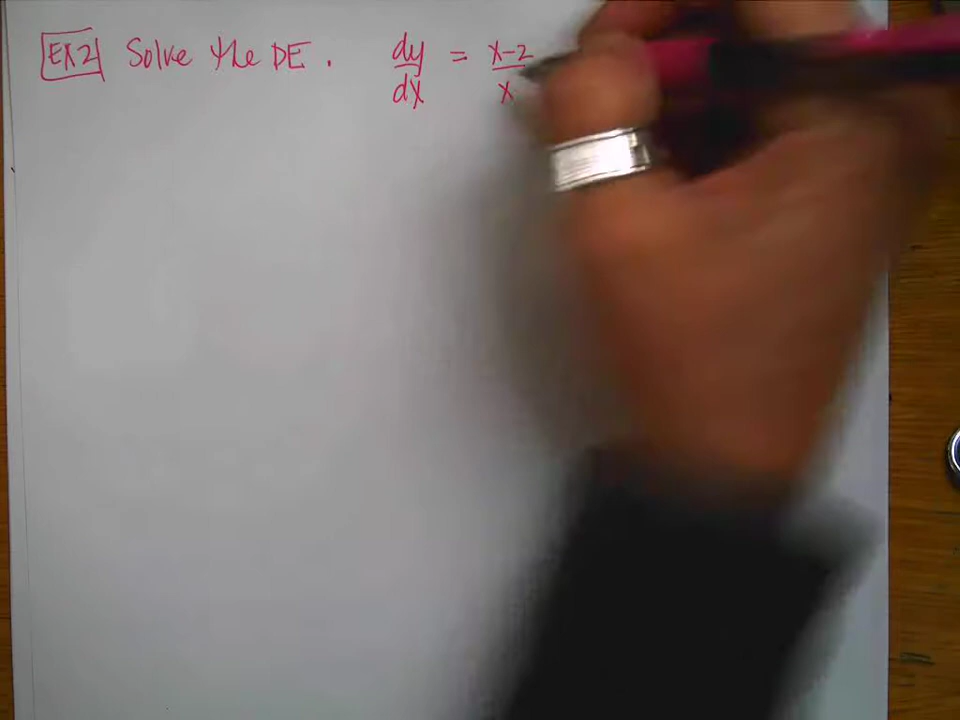 EX2 Solve the DE. dy/dx = x-2/x